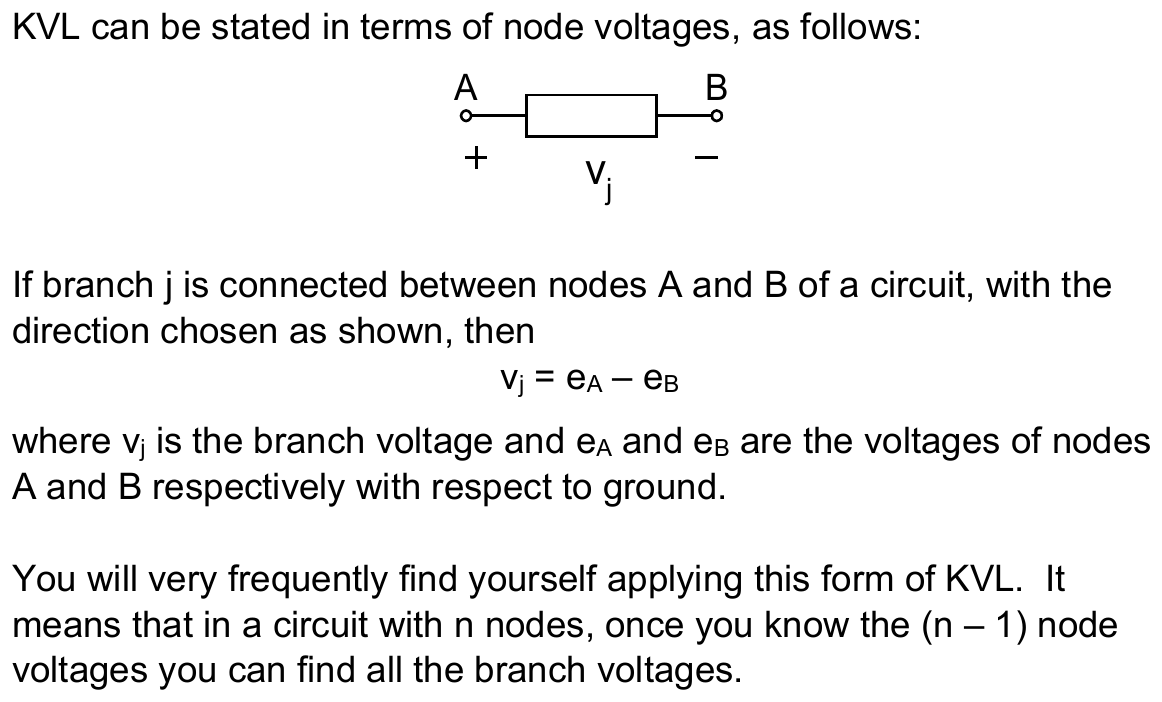 KVL can be stated in terms of node voltages, as follows:
A B
+ vj –
If branch j is connected between nodes A and B of a circuit, with the
direction chosen as shown, then
vj = eA – eB
where vj is the branch voltage and eA and eB are the voltages of nodes
A and B respectively with respect to ground.
You will very frequently find yourself applying this form of KVL. It
means that in a circuit with n nodes, once you know the (n – 1) node
voltages you can find all the branch voltages.